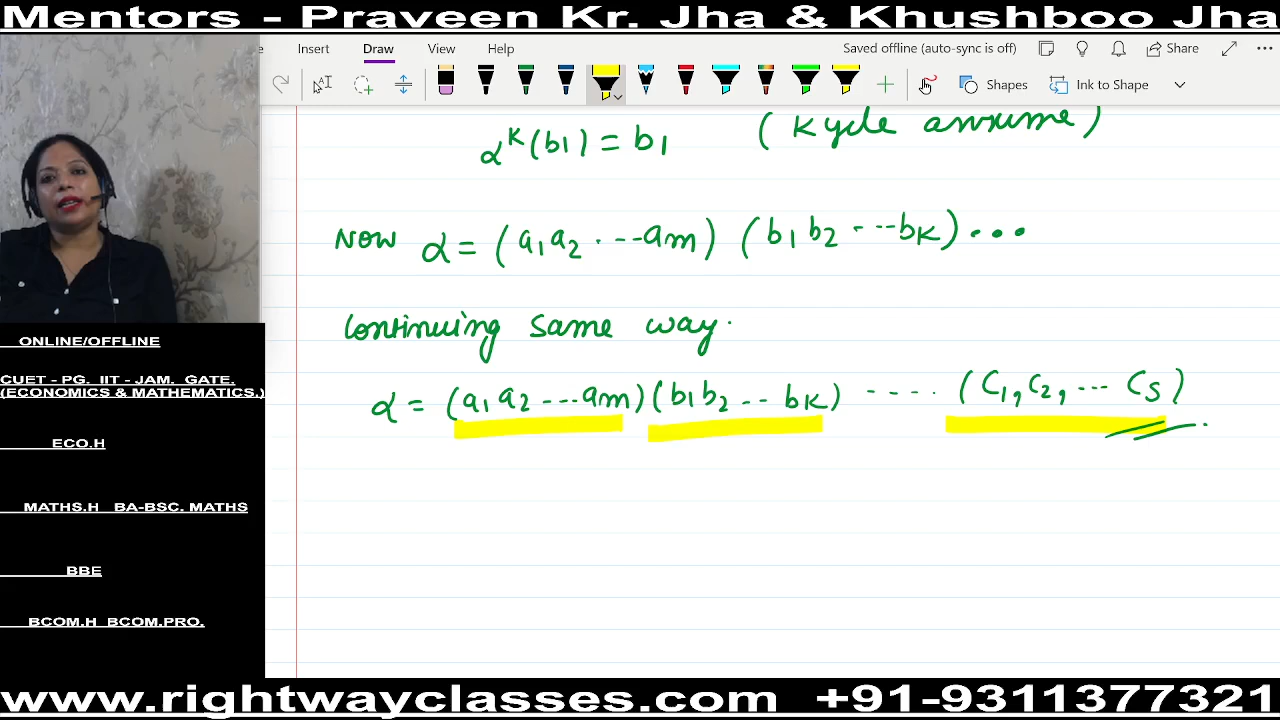 Mentors - Praveen Kr. Jha & Khushboo Jha
Insert Draw View Help Saved offline (auto-sync is off) Share
Shapes Ink to Shape
α^k(b1) = b1 (kycle assume)
Now α = (a1 a2 ... am) (b1 b2 ... bk) ...
Continuing same way.
α = (a1 a2 ... am)(b1 b2 ... bk) .... (c1, c2, ... cs)
ONLINE/OFFLINE
CUET - PG. IIT - JAM. GATE.
(ECONOMICS & MATHEMATICS.)
ECO.H
MATHS.H BA-BSC. MATHS
BBE
BCOM.H BCOM.PRO.
www.rightwayclasses.com +91-9311377321